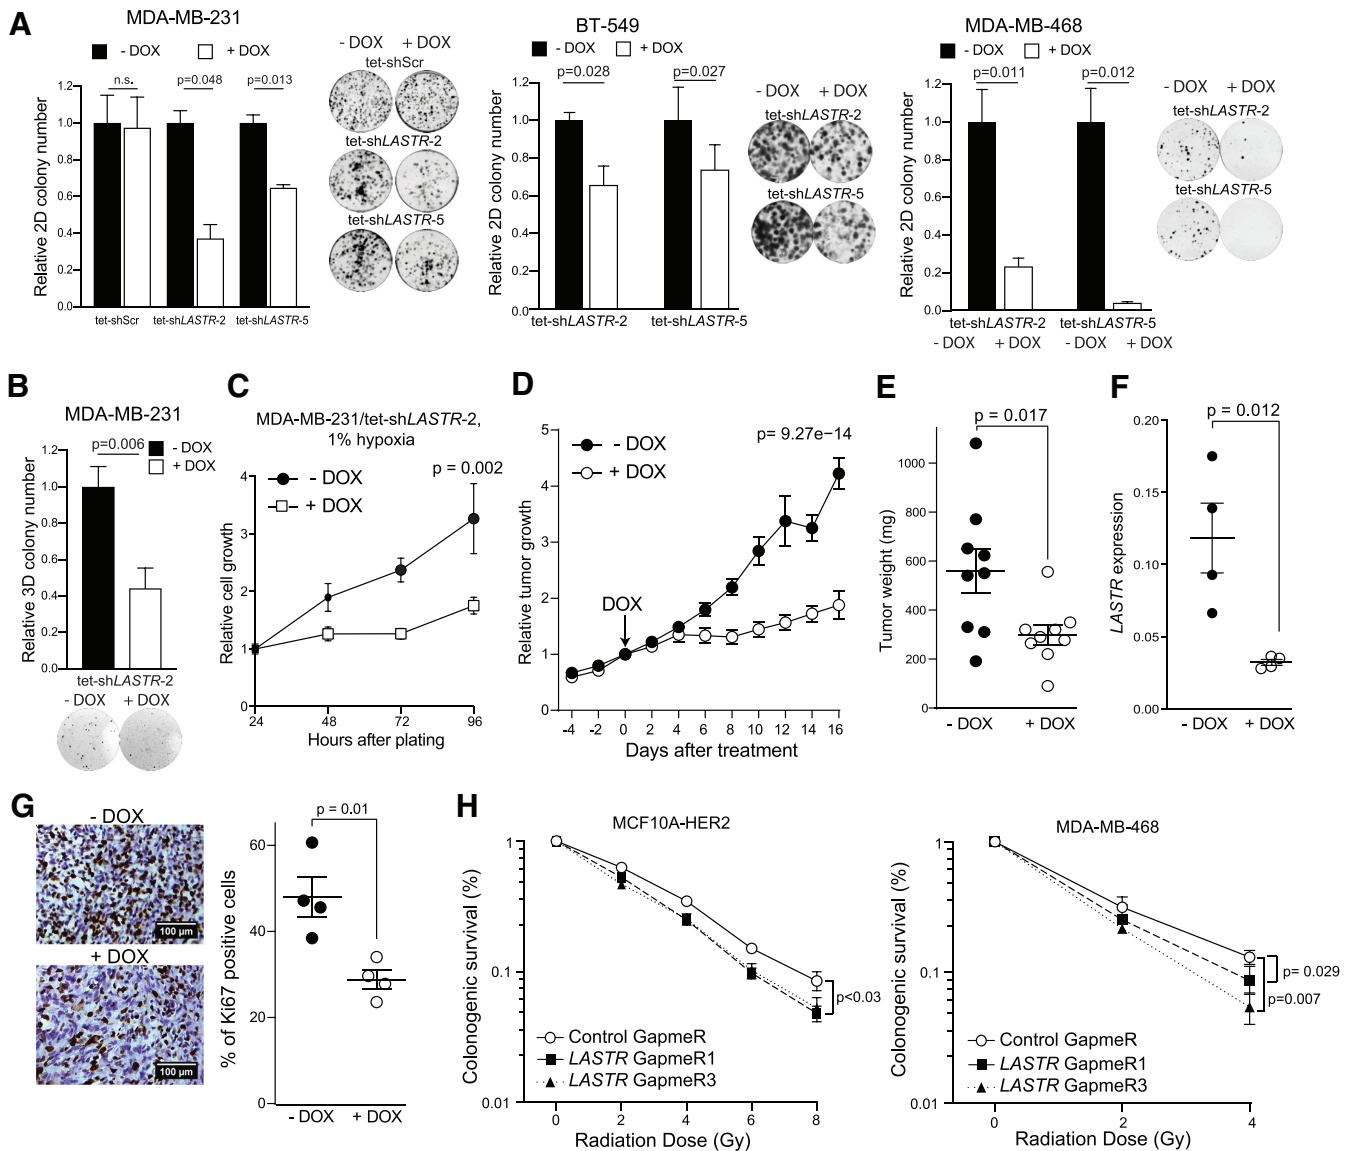 A
MDA-MB-231
- DOX + DOX
Relative 2D colony number
1.2
1.0
0.8
0.6
0.4
0.2
0.0
n.s. p=0.048 p=0.013
tet-shScr tet-shLASTR-2 tet-shLASTR-5
- DOX + DOX
tet-shScr
tet-shLASTR-2
tet-shLASTR-5
BT-549
- DOX + DOX
Relative 2D colony number
1.2
1.0
0.8
0.6
0.4
0.2
0.0
p=0.028 p=0.027
tet-shLASTR-2 tet-shLASTR-5
- DOX + DOX
tet-shLASTR-2
tet-shLASTR-5
MDA-MB-468
- DOX + DOX
Relative 2D colony number
1.2
1.0
0.8
0.6
0.4
0.2
0.0
p=0.011 p=0.012
tet-shLASTR-2 tet-shLASTR-5
- DOX + DOX - DOX + DOX
- DOX + DOX
tet-shLASTR-2
tet-shLASTR-5
B
MDA-MB-231
p=0.006
- DOX
+ DOX
Relative 3D colony number
1.2
1.0
0.8
0.6
0.4
0.2
0.0
tet-shLASTR-2
- DOX + DOX
C
MDA-MB-231/tet-shLASTR-2,
1% hypoxia
p = 0.002
- DOX
+ DOX
Relative cell growth
4
3
2
1
0
24 48 72 96
Hours after plating
D
- DOX
+ DOX
p= 9.27e−14
DOX
Relative tumor growth
5
4
3
2
1
0
-4 -2 0 2 4 6 8 10 12 14 16
Days after treatment
E
p = 0.017
Tumor weight (mg)
1000
800
600
400
200
0
- DOX + DOX
F
p = 0.012
LASTR expression
0.20
0.15
0.10
0.05
0.00
- DOX + DOX
G
- DOX
100 µm
+ DOX
100 µm
p = 0.01
% of Ki67 positive cells
60
40
20
0
- DOX + DOX
H
MCF10A-HER2
Colonogenic survival (%)
1
0.1
0.01
p<0.03
Control GapmeR
LASTR GapmeR1
LASTR GapmeR3
0 2 4 6 8
Radiation Dose (Gy)
MDA-MB-468
Colonogenic survival (%)
1
0.1
0.01
p= 0.029
p=0.007
Control GapmeR
LASTR GapmeR1
LASTR GapmeR3
0 2 4
Radiation Dose (Gy)